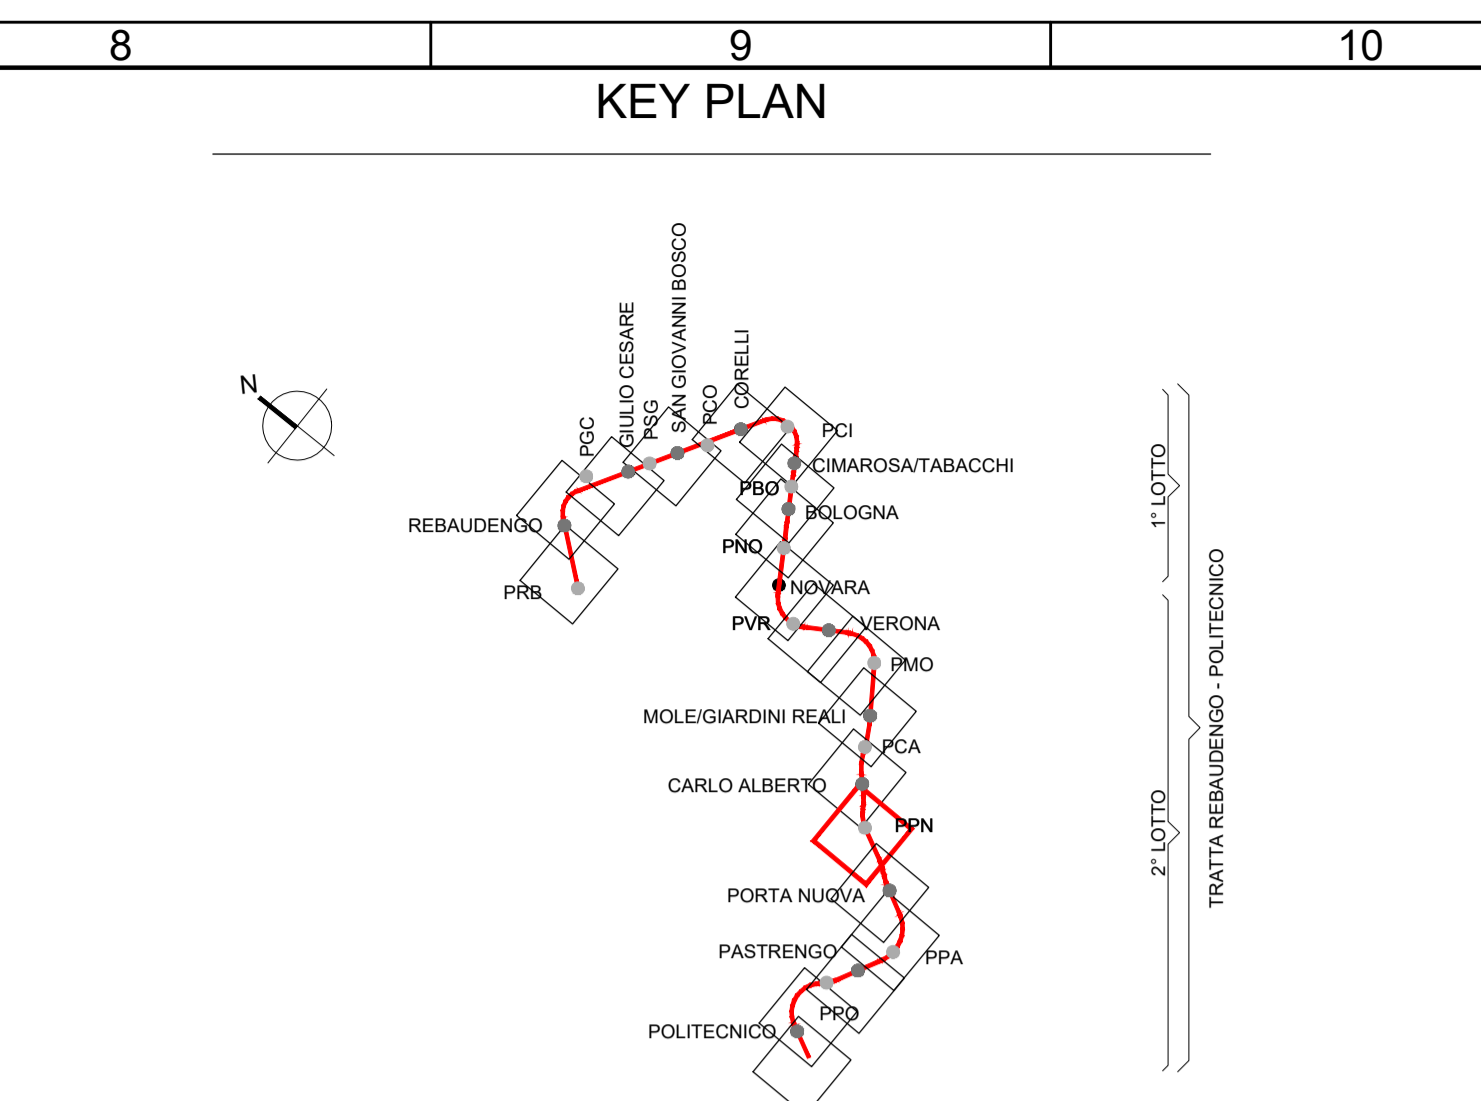 8
9
10
KEY PLAN
N
PGC
GIULIO CESARE
PSG
SAN GIOVANNI BOSCO
PCO
CORELLI
PCI
CIMAROSA/TABACCHI
PBO
BOLOGNA
REBAUDENGO
PNO
PRB
NOVARA
PVR
VERONA
PMO
MOLE/GIARDINI REALI
PCA
CARLO ALBERTO
PPN
PORTA NUOVA
PASTRENGO
PPA
PPO
POLITECNICO
1° LOTTO
2° LOTTO
TRATTA REBAUDENGO - POLITECNICO